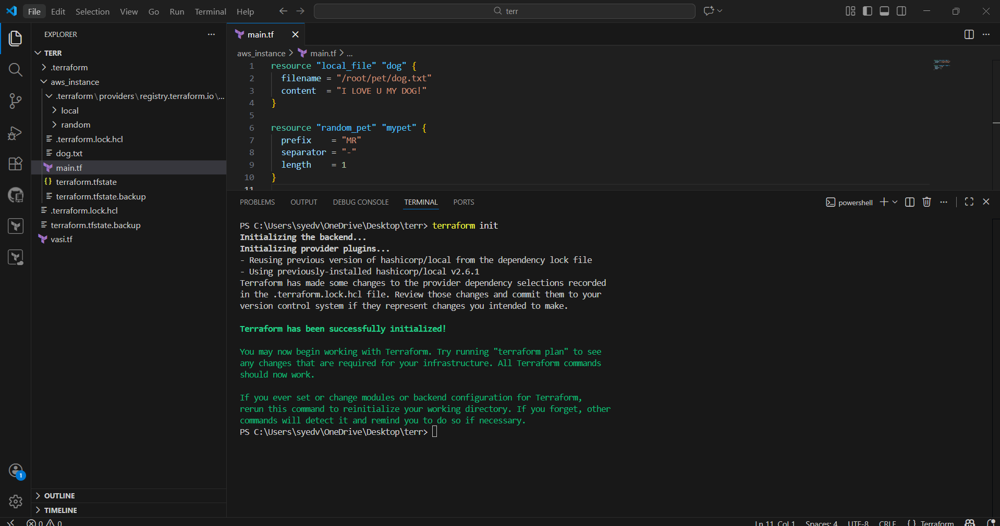 File Edit Selection View Go Run Terminal Help
terr
EXPLORER
TERR
.terraform
aws_instance
.terraform\providers\registry.terraform.io\...
local
random
.terraform.lock.hcl
dog.txt
main.tf
terraform.tfstate
terraform.tfstate.backup
.terraform.lock.hcl
terraform.tfstate.backup
vasi.tf
OUTLINE
TIMELINE
1
main.tf
aws_instance > main.tf > ...
1 resource "local_file" "dog" {
2 filename = "/root/pet/dog.txt"
3 content = "I LOVE U MY DOG!"
4 }
5
6 resource "random_pet" "mypet" {
7 prefix = "MR"
8 separator = "-"
9 length = 1
10 }
11
PROBLEMS OUTPUT DEBUG CONSOLE TERMINAL PORTS
powershell
PS C:\Users\syedv\OneDrive\Desktop\terr> terraform init
Initializing the backend...
Initializing provider plugins...
- Reusing previous version of hashicorp/local from the dependency lock file
- Using previously-installed hashicorp/local v2.6.1
Terraform has made some changes to the provider dependency selections recorded
in the .terraform.lock.hcl file. Review those changes and commit them to your
version control system if they represent changes you intended to make.
Terraform has been successfully initialized!
You may now begin working with Terraform. Try running "terraform plan" to see
any changes that are required for your infrastructure. All Terraform commands
should now work.
If you ever set or change modules or backend configuration for Terraform,
rerun this command to reinitialize your working directory. If you forget, other
commands will detect it and remind you to do so if necessary.
PS C:\Users\syedv\OneDrive\Desktop\terr>
0 0
Ln 11, Col 1 Spaces: 4 UTF-8 CRLF {} Terraform